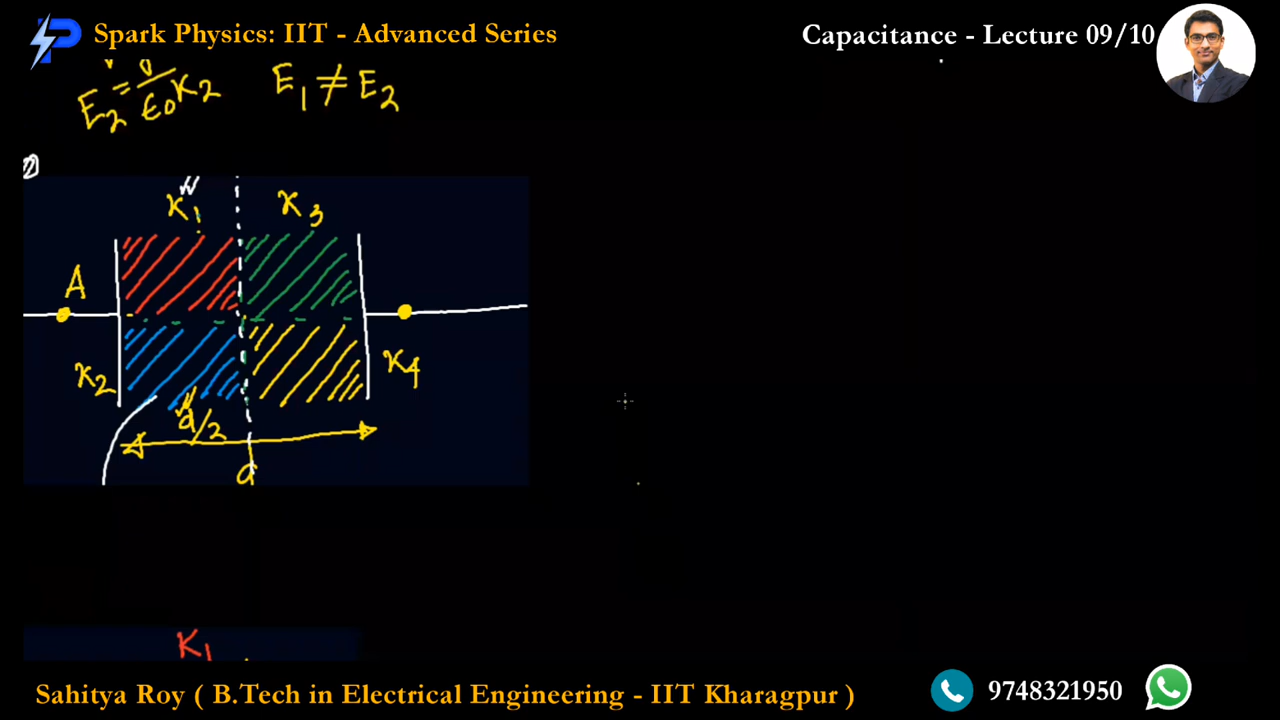 Spark Physics: IIT - Advanced Series
Capacitance - Lecture 09/10
E₂ = σ/ε₀K₂ E₁ ≠ E₂
K₁ K₃
A
K₂ K₄
d/2
d
K₁
Sahitya Roy ( B.Tech in Electrical Engineering - IIT Kharagpur )
9748321950